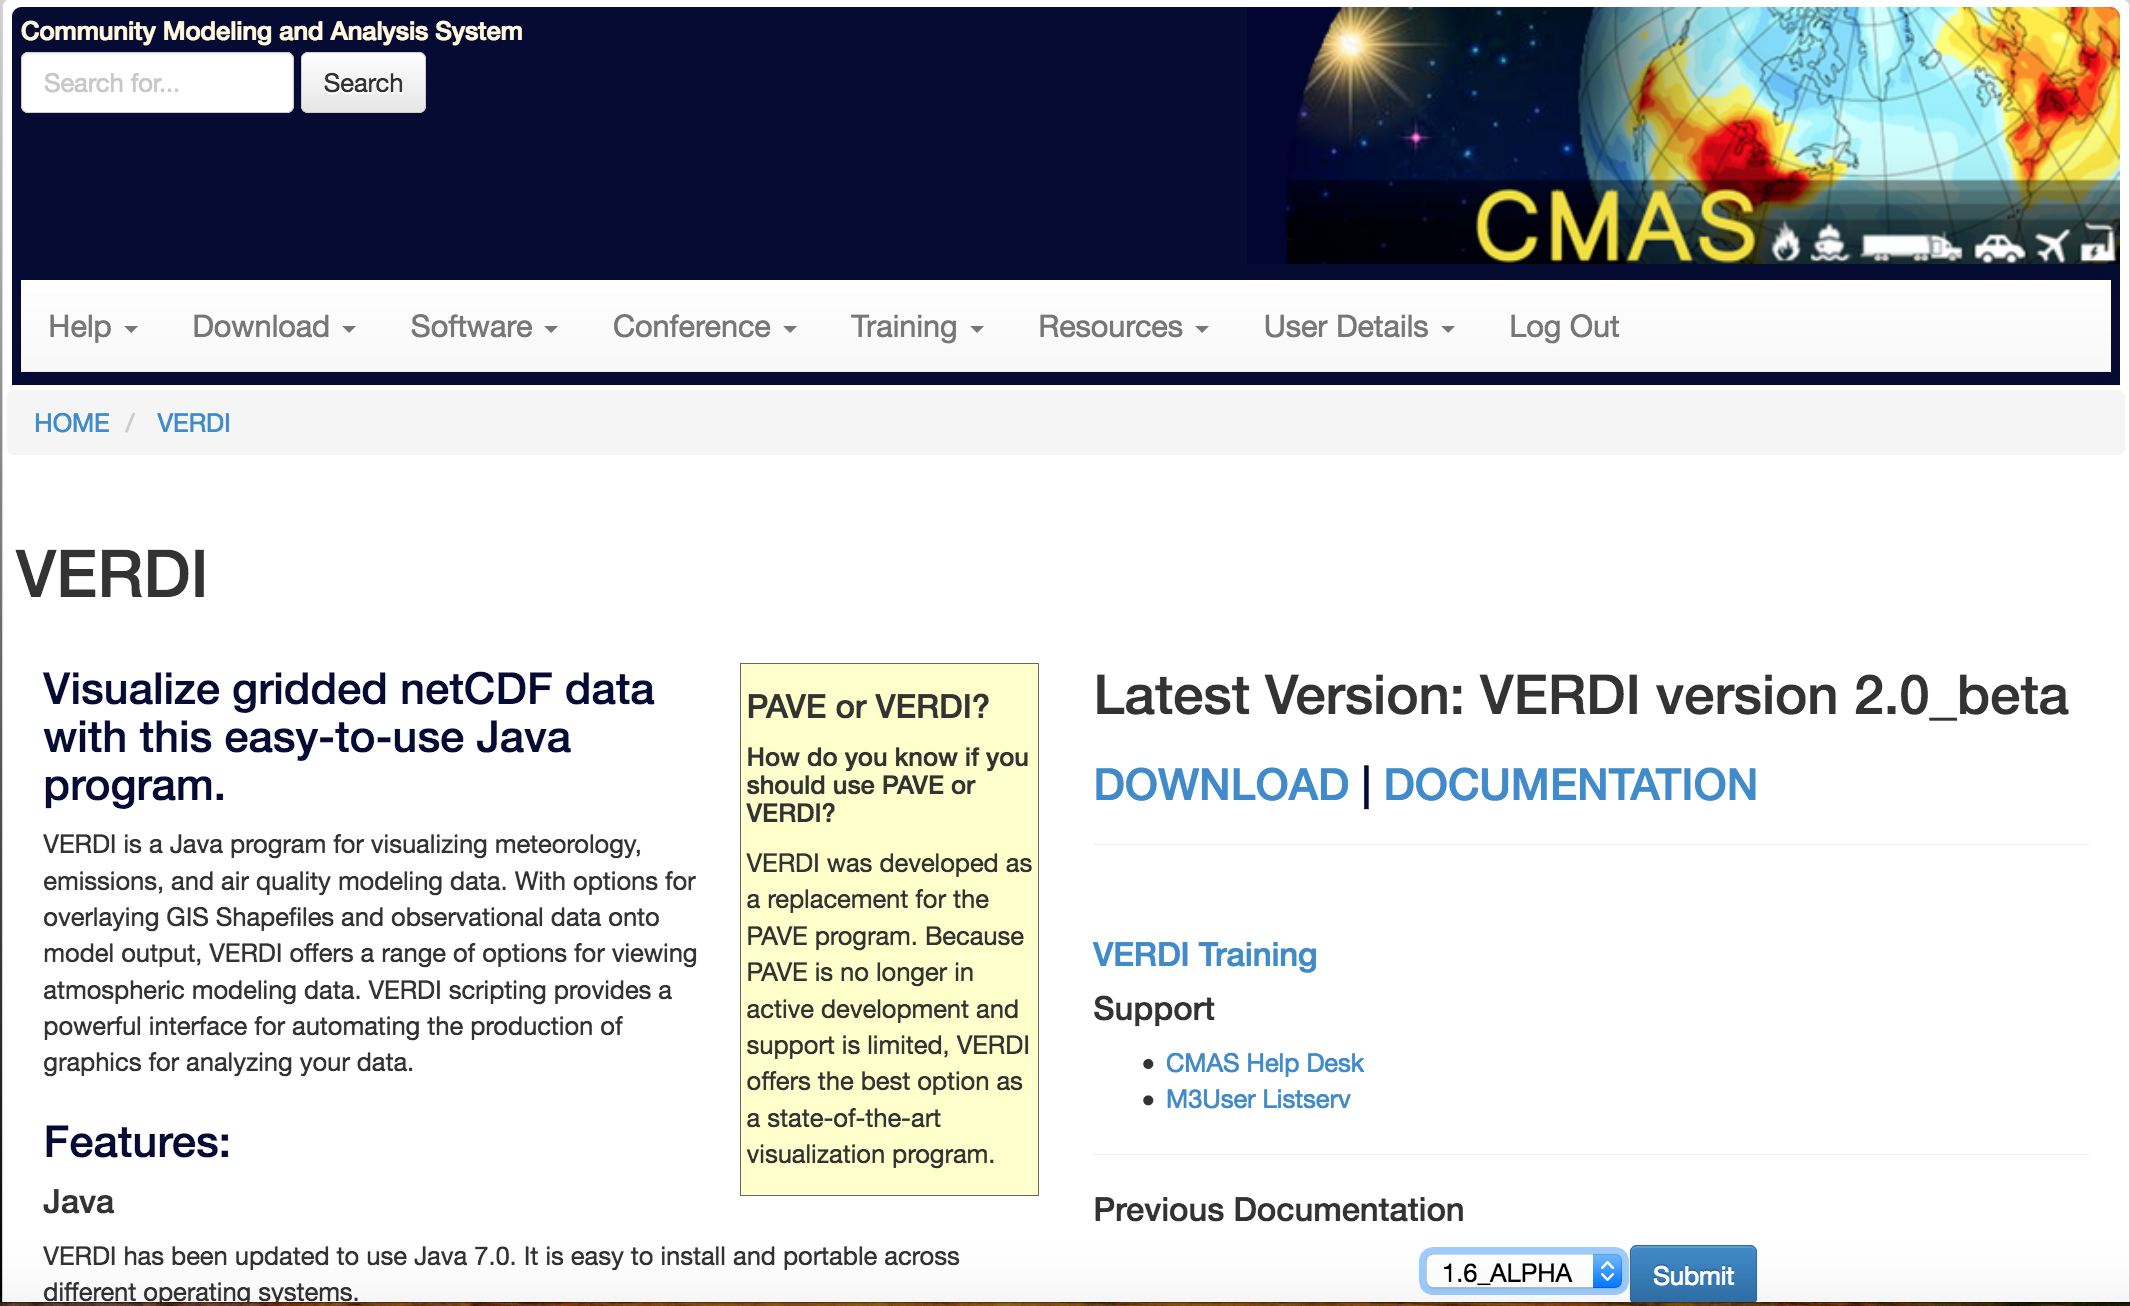 Community Modeling and Analysis System
Search for...
Search
CMAS
Help
Download
Software
Conference
Training
Resources
User Details
Log Out
HOME / VERDI
VERDI
Visualize gridded netCDF data
with this easy-to-use Java
program.
VERDI is a Java program for visualizing meteorology,
emissions, and air quality modeling data. With options for
overlaying GIS Shapefiles and observational data onto
model output, VERDI offers a range of options for viewing
atmospheric modeling data. VERDI scripting provides a
powerful interface for automating the production of
graphics for analyzing your data.
Features:
Java
VERDI has been updated to use Java 7.0. It is easy to install and portable across
different operating systems.
PAVE or VERDI?
How do you know if you
should use PAVE or
VERDI?
VERDI was developed as
a replacement for the
PAVE program. Because
PAVE is no longer in
active development and
support is limited, VERDI
offers the best option as
a state-of-the-art
visualization program.
Latest Version: VERDI version 2.0_beta
DOWNLOAD | DOCUMENTATION
VERDI Training
Support
• CMAS Help Desk
• M3User Listserv
Previous Documentation
1.6_ALPHA
Submit